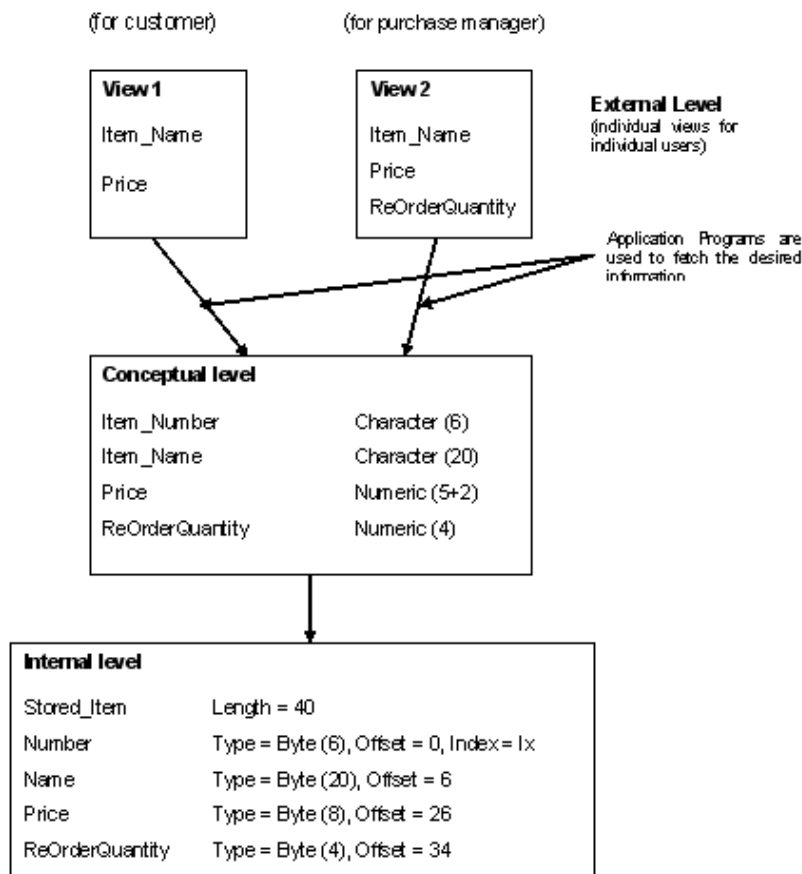 (for customer)
(for purchase manager)
View 1
Item_Name
Price
View 2
Item_Name
Price
ReOrderQuantity
External Level
(individual views for
individual users)
Application Programs are
used to fetch the desired
information
Conceptual level
Item_Number Character (6)
Item_Name Character (20)
Price Numeric (5+2)
ReOrderQuantity Numeric (4)
Internal level
Stored_Item Length = 40
Number Type = Byte (6), Offset = 0, Index = Ix
Name Type = Byte (20), Offset = 6
Price Type = Byte (8), Offset = 26
ReOrderQuantity Type = Byte (4), Offset = 34